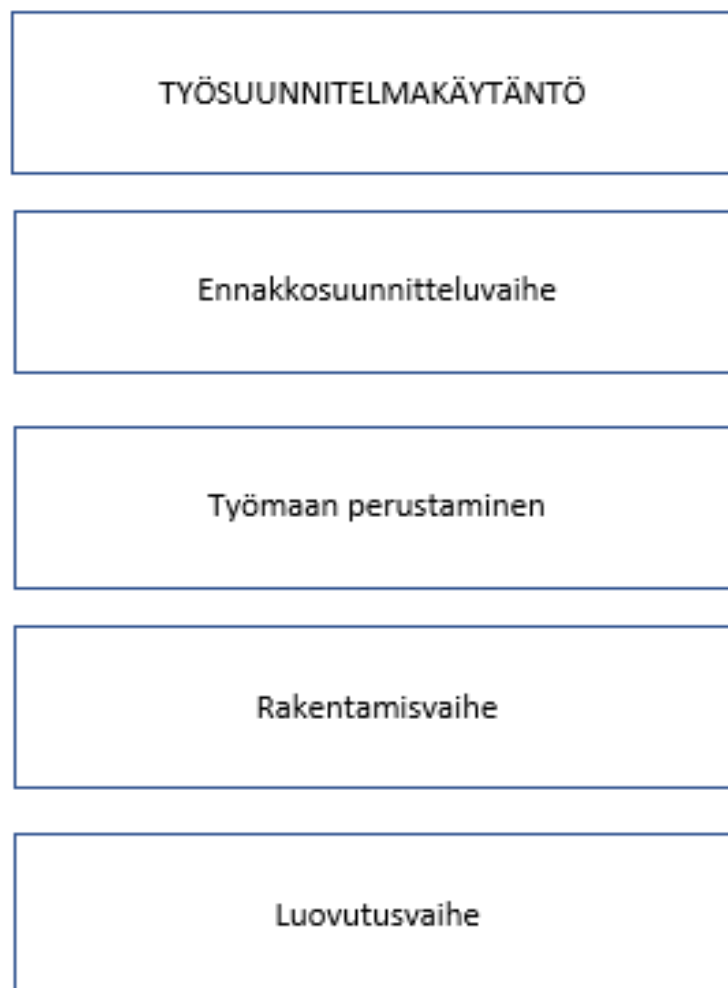 TYÖSUUNNITELMAKÄYTÄNTÖ
Ennakkosuunnitteluvaihe
Työmaan perustaminen
Rakentamisvaihe
Luovutusvaihe